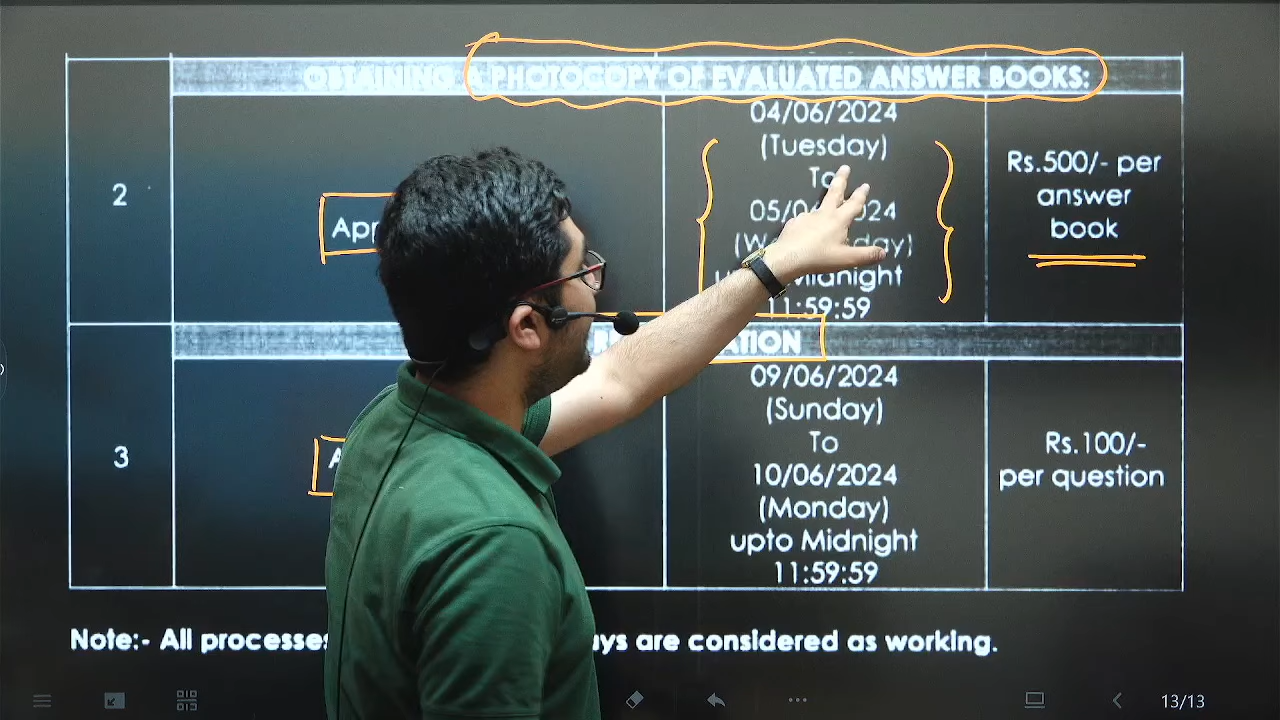 OBTAINING A PHOTOCOPY OF EVALUATED ANSWER BOOKS:
2
04/06/2024
(Tuesday)
To
Midnight
11:59:59
Rs.500/- per
answer
book
3
09/06/2024
(Sunday)
To
10/06/2024
(Monday)
upto Midnight
11:59:59
Rs.100/-
per question
Note:- All processes
are considered as working.
13/13